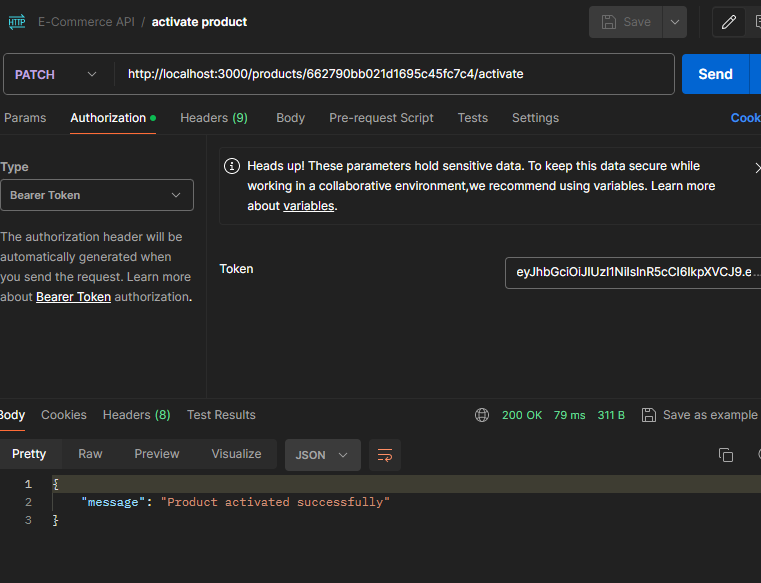 HTTP E-Commerce API / activate product Save
PATCH http://localhost:3000/products/662790bb021d1695c45fc7c4/activate Send
Params Authorization Headers (9) Body Pre-request Script Tests Settings Cook
Type
Bearer Token
The authorization header will be
automatically generated when
you send the request. Learn more
about Bearer Token authorization.
Heads up! These parameters hold sensitive data. To keep this data secure while
working in a collaborative environment,we recommend using variables. Learn more
about variables.
Token eyJhbGciOiJIUzI1NiIsInR5cCI6IkpXVCJ9.e...
Body Cookies Headers (8) Test Results 200 OK 79 ms 311 B Save as example
Pretty Raw Preview Visualize JSON
1 {
2 "message": "Product activated successfully"
3 }